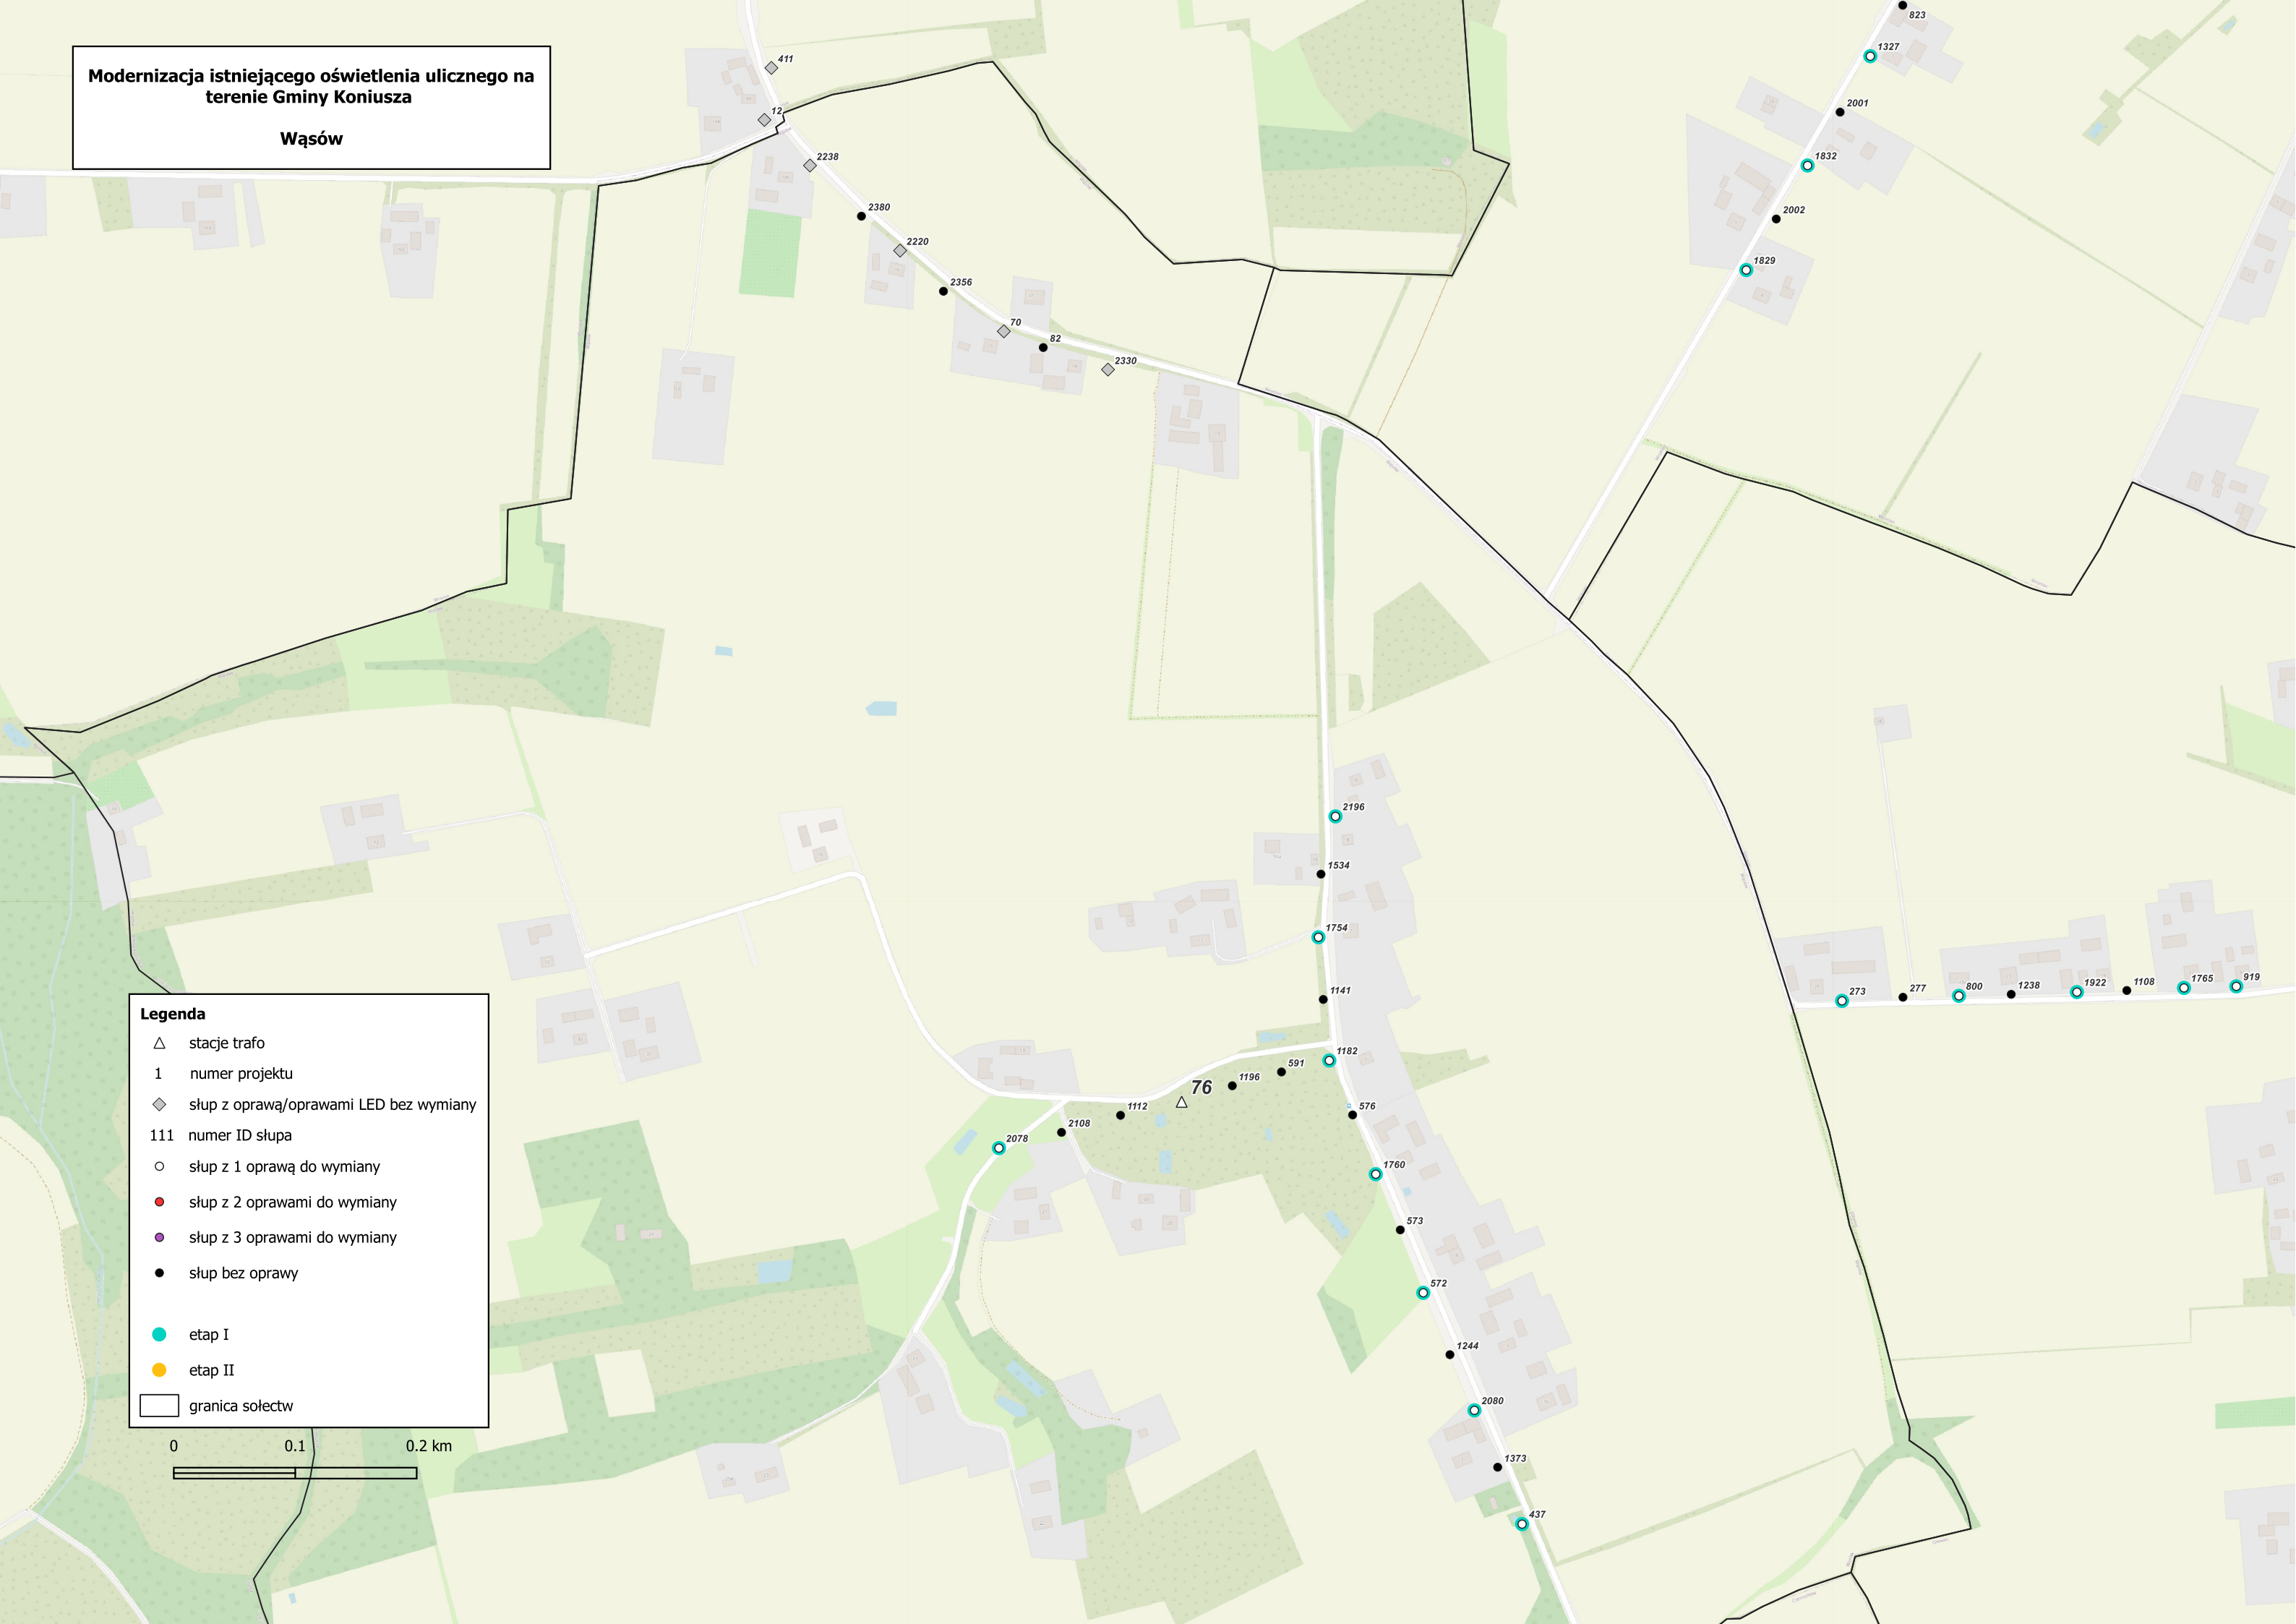 Modernizacja istniejącego oświetlenia ulicznego na
terenie Gminy Koniusza
Wąsów
823
1327
411
2001
12
2238
1832
2380
2002
2220
1829
2356
70
82
2330
2196
1534
1754
1141
273
277
800
1238
1922
1108
1765
919
1182
591
1196
76
1112
576
2108
2078
1760
573
572
1244
2080
1373
437
Legenda
stacje trafo
1 numer projektu
słup z oprawą/oprawami LED bez wymiany
111 numer ID słupa
słup z 1 oprawą do wymiany
słup z 2 oprawami do wymiany
słup z 3 oprawami do wymiany
słup bez oprawy
etap I
etap II
granica sołectw
0 0.1 0.2 km